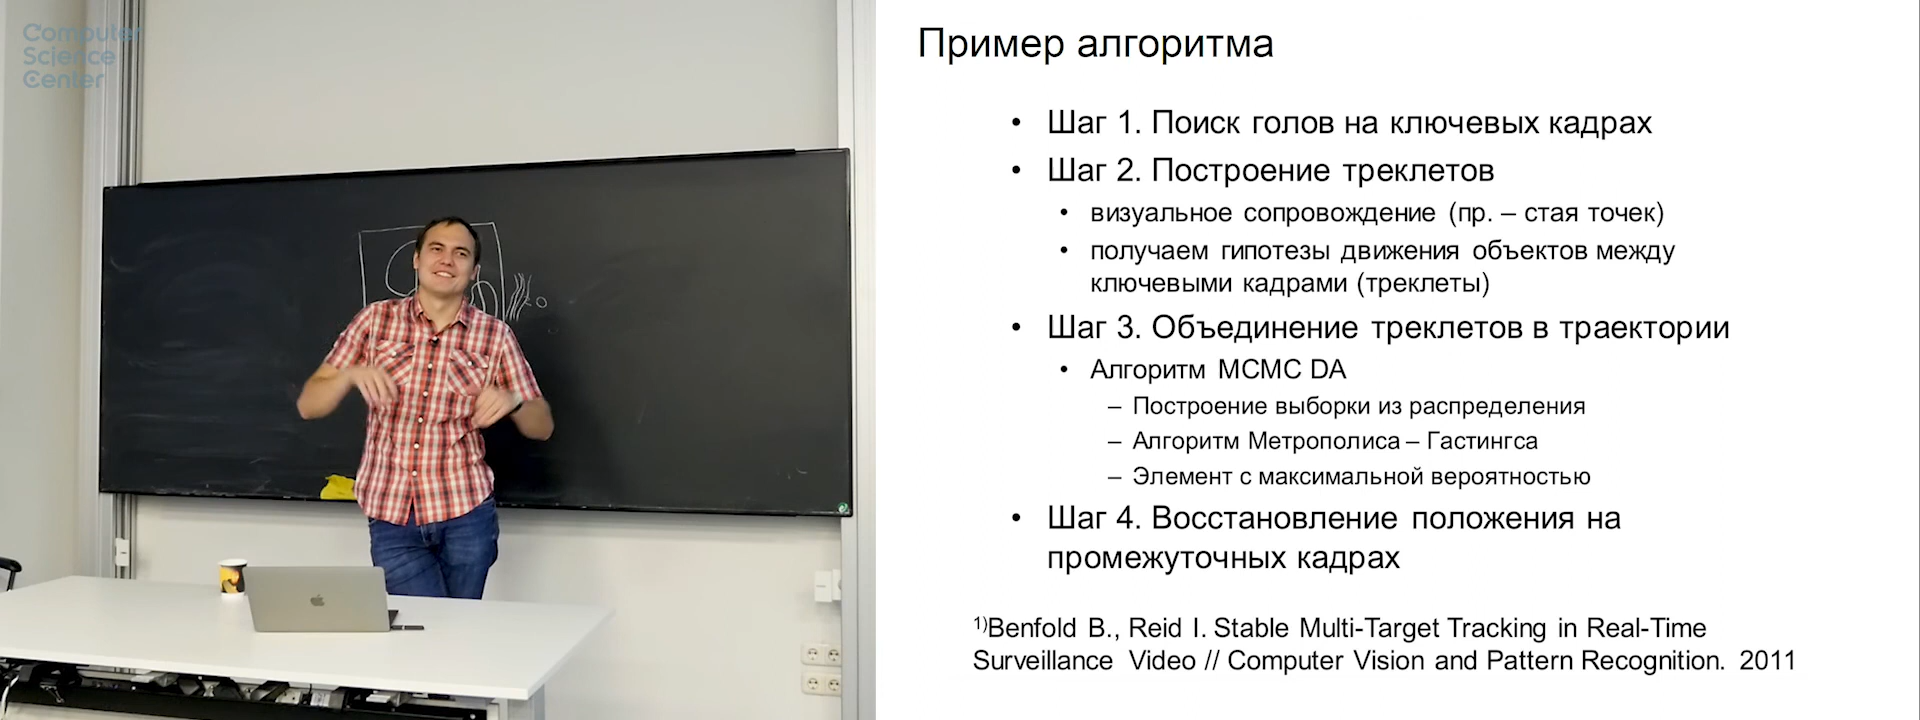 Computer
Science
Center
Пример алгоритма
• Шаг 1. Поиск голов на ключевых кадрах
• Шаг 2. Построение треклетов
• визуальное сопровождение (пр. – стая точек)
• получаем гипотезы движения объектов между
ключевыми кадрами (треклеты)
• Шаг 3. Объединение треклетов в траектории
• Алгоритм MCMC DA
– Построение выборки из распределения
– Алгоритм Метрополиса – Гастингса
– Элемент с максимальной вероятностью
• Шаг 4. Восстановление положения на
промежуточных кадрах
1)Benfold B., Reid I. Stable Multi-Target Tracking in Real-Time
Surveillance Video // Computer Vision and Pattern Recognition. 2011